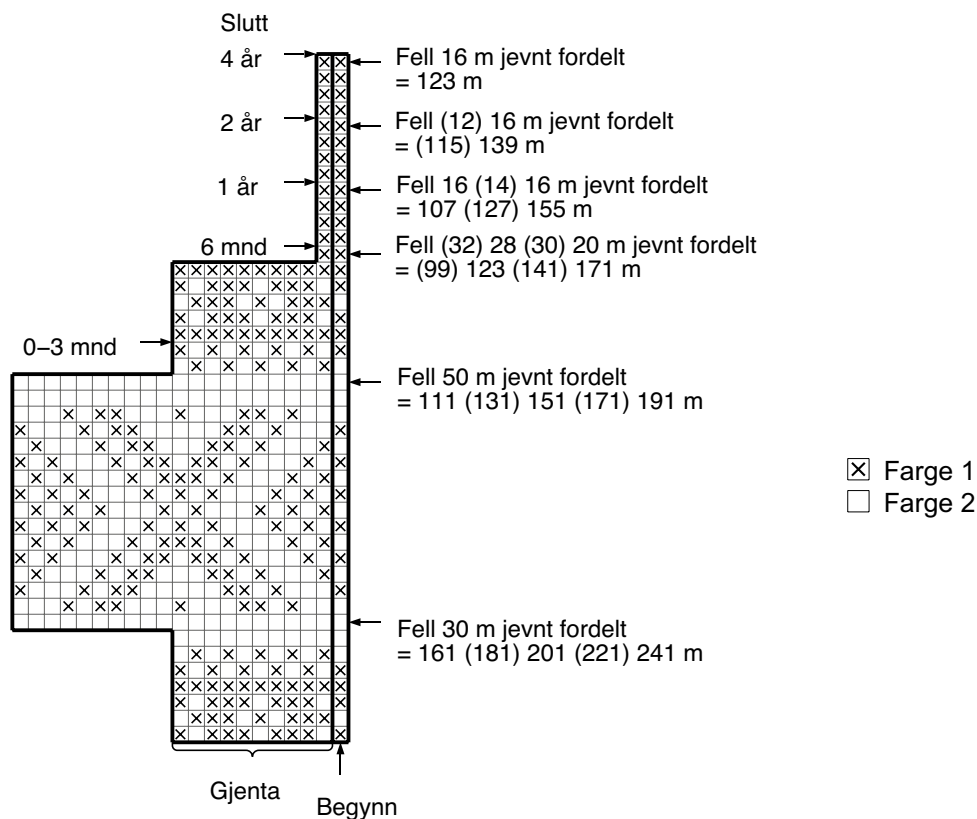 Slutt
4 år
Fell 16 m jevnt fordelt
= 123 m
2 år
Fell (12) 16 m jevnt fordelt
= (115) 139 m
1 år
Fell 16 (14) 16 m jevnt fordelt
= 107 (127) 155 m
6 mnd
Fell (32) 28 (30) 20 m jevnt fordelt
= (99) 123 (141) 171 m
0–3 mnd
Fell 50 m jevnt fordelt
= 111 (131) 151 (171) 191 m
Farge 1
Farge 2
Fell 30 m jevnt fordelt
= 161 (181) 201 (221) 241 m
Gjenta
Begynn